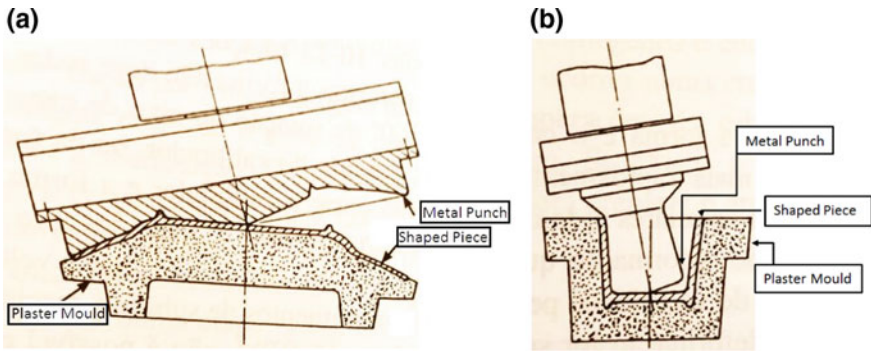 (a)
(b)
Metal Punch
Shaped Piece
Plaster Mould
Metal Punch
Shaped Piece
Plaster Mould